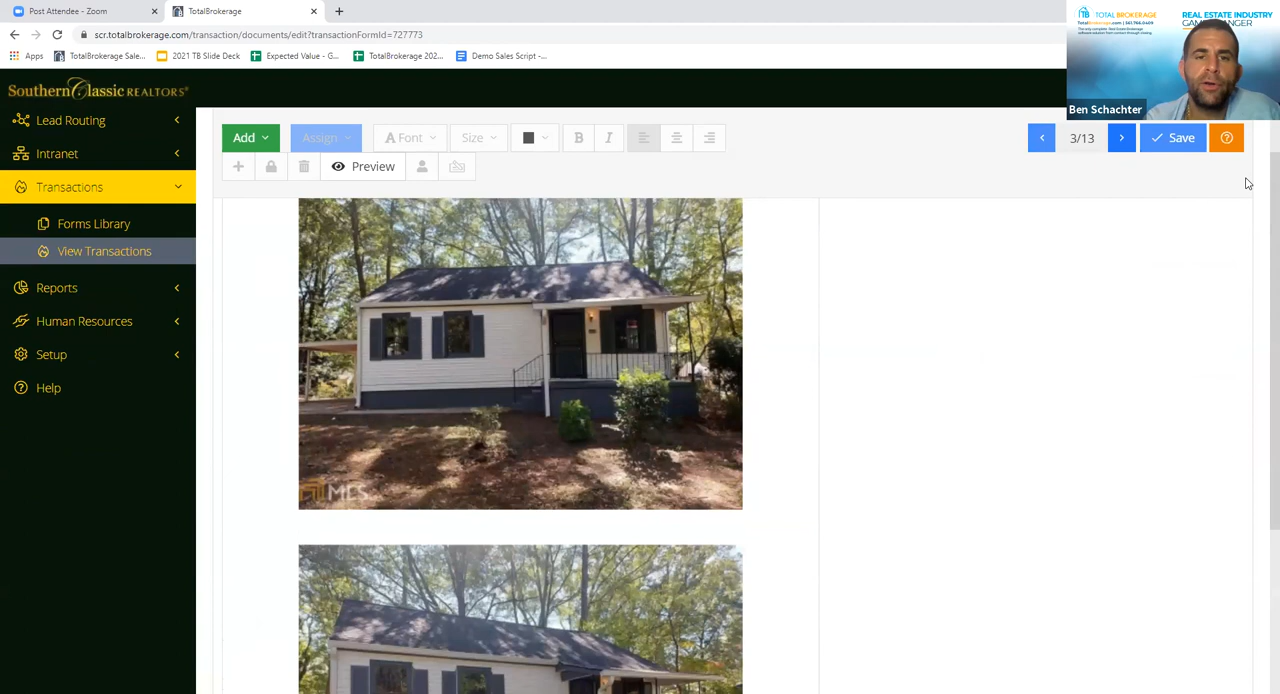 Post Attendee - Zoom
TotalBrokerage
scr.totalbrokerage.com/transaction/documents/edit?transactionFormId=727715
Apps
TotalBrokerage Sale...
2021 TB Slide Deck
Expected Value - G...
TotalBrokerage 202...
Demo Sales Script -...
TOTAL BROKERAGE
REAL ESTATE INDUSTRY
Ben Schachter
Southern Classic REALTORS®
Lead Routing
Intranet
Transactions
Forms Library
View Transactions
Reports
Human Resources
Setup
Help
Add
Assign
A Font
Size
B
I
3/13
Save
Preview
MLS